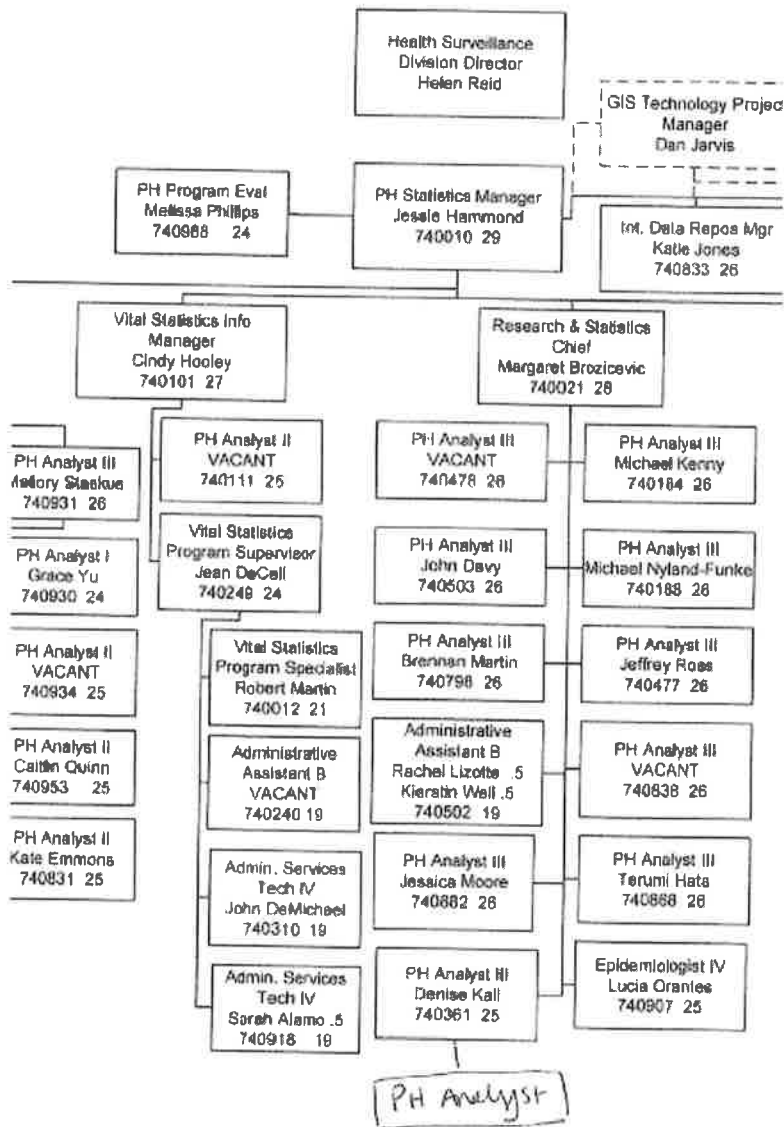 Health Surveillance
Division Director
Helen Reid
GIS Technology Project
Manager
Dan Jarvis
PH Program Eval
Melissa Phillips
740988 24
PH Statistics Manager
Jessie Hammond
740010 29
Int. Data Repos Mgr
Katie Jones
740833 26
Vital Statistics Info
Manager
Cindy Hooley
740101 27
Research & Statistics
Chief
Margaret Brozicevic
740021 28
PH Analyst III
Mallory Staskus
740931 26
PH Analyst I
Grace Yu
740930 24
PH Analyst II
VACANT
740934 25
PH Analyst II
Caitlin Quinn
740953 25
PH Analyst II
Kate Emmons
740831 25
PH Analyst II
VACANT
740111 25
Vital Statistics
Program Supervisor
Jean DeCell
740249 24
Vital Statistics
Program Specialist
Robert Martin
740012 21
Administrative
Assistant B
VACANT
740240 19
Admin. Services
Tech IV
John DeMichael
740310 19
Admin. Services
Tech IV
Sarah Alamo .5
740918 19
PH Analyst III
VACANT
740478 26
PH Analyst III
John Davy
740503 26
PH Analyst III
Brennan Martin
740798 26
Administrative
Assistant B
Rachel Lizotte .5
Kierstin Wall .5
740502 19
PH Analyst III
Jessica Moore
740882 26
PH Analyst III
Denise Kall
740361 25
PH Analyst
PH Analyst III
Michael Kenny
740184 26
PH Analyst III
Michael Nyland-Funke
740188 26
PH Analyst III
Jeffrey Ross
740477 26
PH Analyst III
VACANT
740838 26
PH Analyst III
Terumi Hata
740868 26
Epidemiologist IV
Lucia Orantes
740907 25